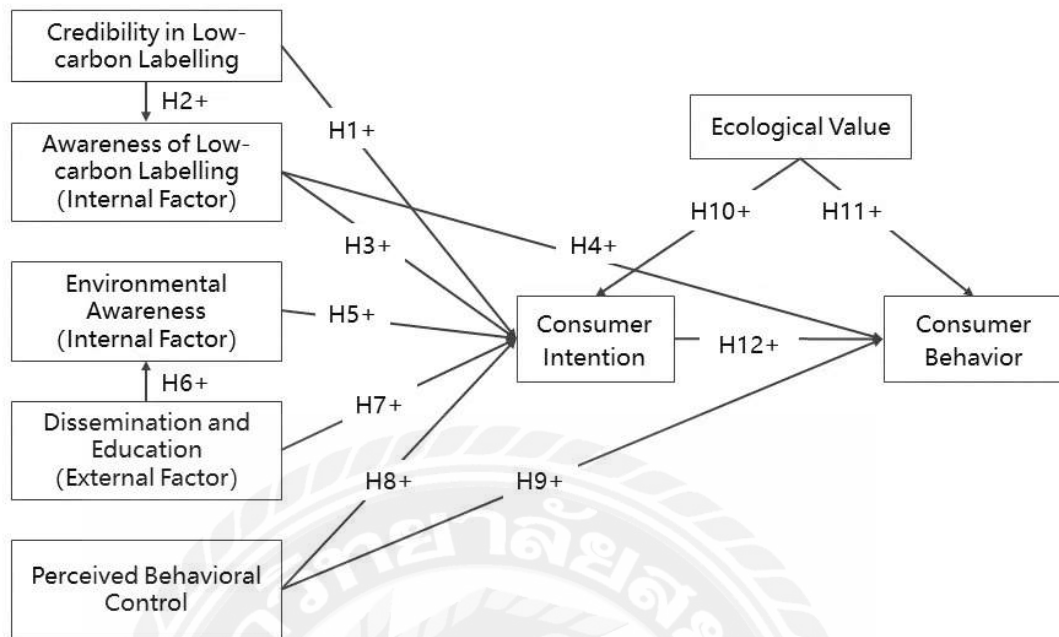 Credibility in Low-
carbon Labelling
H2+
H1+
Awareness of Low-
carbon Labelling
(Internal Factor)
Ecological Value
H10+
H11+
H3+
H4+
Environmental
Awareness
(Internal Factor)
H5+
Consumer
Intention
H12+
Consumer
Behavior
H6+
H7+
Dissemination and
Education
(External Factor)
H8+
H9+
Perceived Behavioral
Control